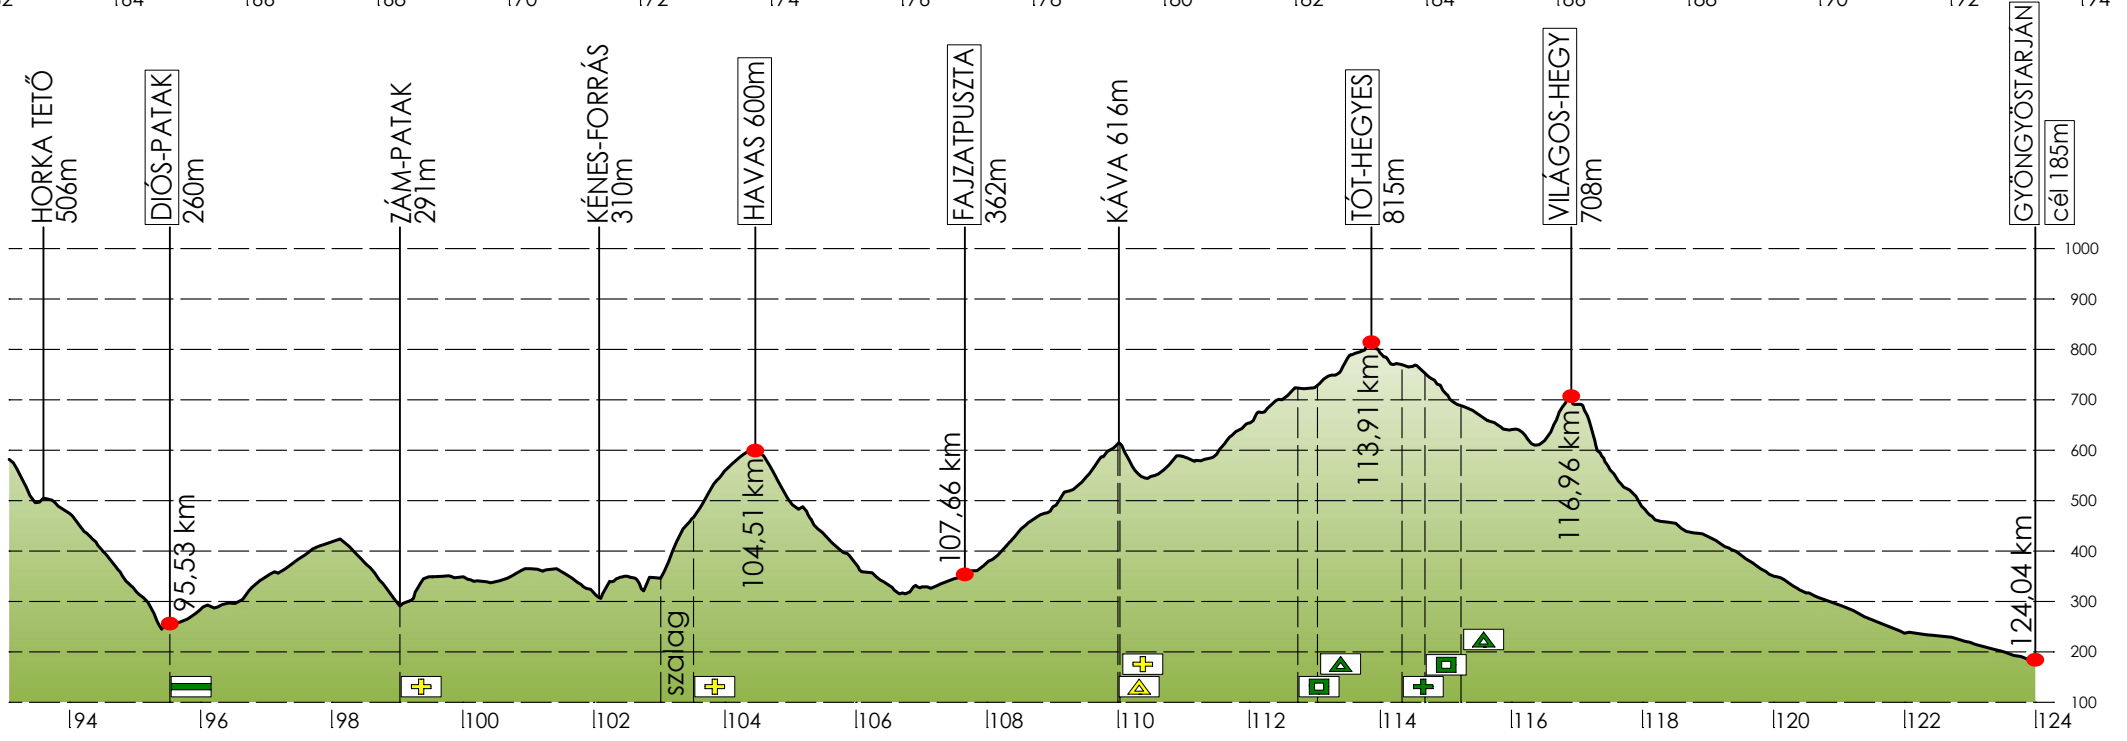 HORKA TETŐ
506m
DIÓS-PATAK
260m
ZÁM-PATAK
291m
KÉNES-FORRÁS
310m
HAVAS 600m
FAJZATPUSZTA
362m
KÁVA 616m
TÓT-HEGYES
815m
VILÁGOS-HEGY
708m
GYÖNGYÖSTARJÁN
cél 185m
1000
900
800
700
600
500
400
300
200
100
95,53 km
104,51 km
107,66 km
113,91 km
116,96 km
124,04 km
szalag
94 96 98 100 102 104 106 108 110 112 114 116 118 120 122 124